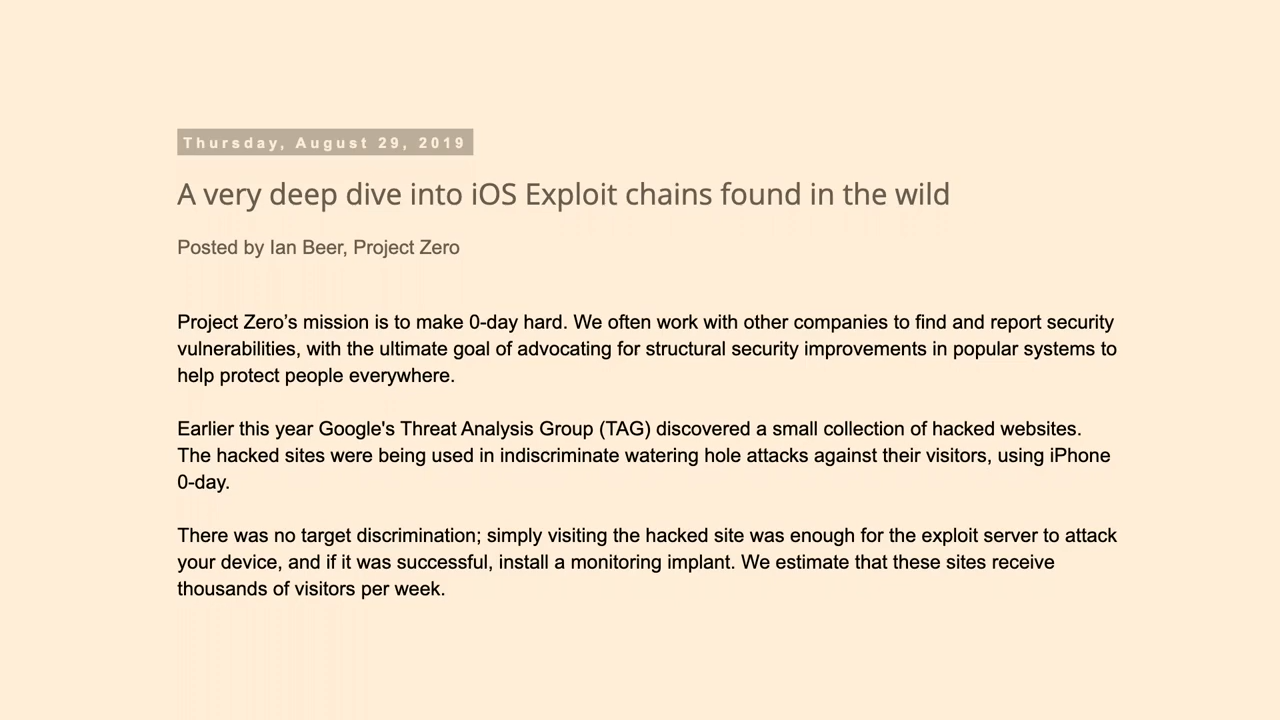 Thursday, August 29, 2019
A very deep dive into iOS Exploit chains found in the wild
Posted by Ian Beer, Project Zero
Project Zero’s mission is to make 0-day hard. We often work with other companies to find and report security
vulnerabilities, with the ultimate goal of advocating for structural security improvements in popular systems to
help protect people everywhere.
Earlier this year Google's Threat Analysis Group (TAG) discovered a small collection of hacked websites.
The hacked sites were being used in indiscriminate watering hole attacks against their visitors, using iPhone
0-day.
There was no target discrimination; simply visiting the hacked site was enough for the exploit server to attack
your device, and if it was successful, install a monitoring implant. We estimate that these sites receive
thousands of visitors per week.